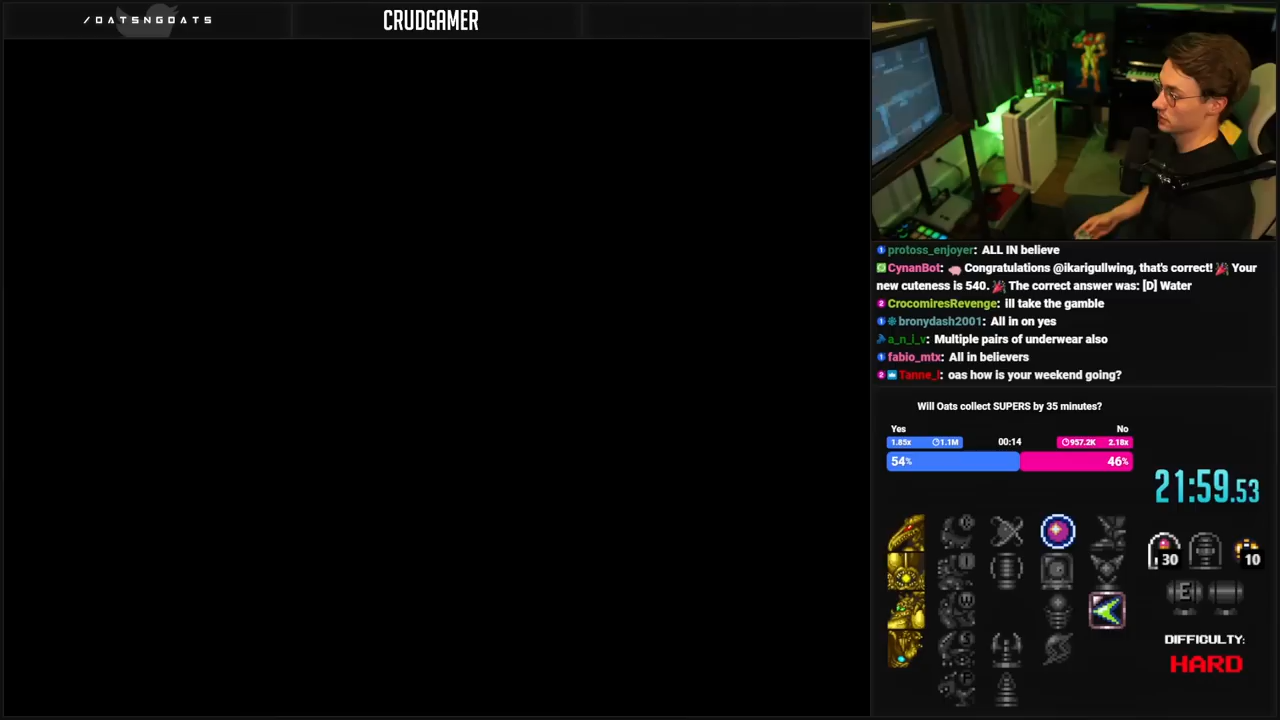 /OATSNGOATS
CRUDGAMER
protoss_enjoyer: ALL IN believe
CynanBot: Congratulations @ikarigullwing, that's correct! Your
new cuteness is 540. The correct answer was: [D] Water
CrocomiresRevenge: ill take the gamble
bronydash2001: All in on yes
a_n_i_v: Multiple pairs of underwear also
fabio_mtx: All in believers
Tanne_l: oas how is your weekend going?
Will Oats collect SUPERS by 35 minutes?
Yes No
1.85x 1.1M 00:14 957.2K 2.18x
54% 46%
21:59.53
30 10
E
DIFFICULTY:
HARD